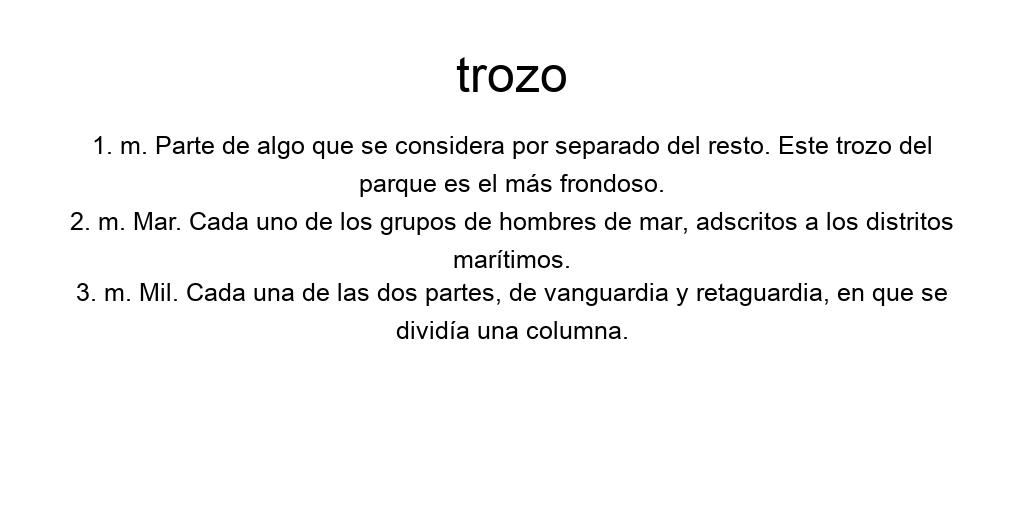 trozo
1. m. Parte de algo que se considera por separado del resto. Este trozo del
parque es el más frondoso.
2. m. Mar. Cada uno de los grupos de hombres de mar, adscritos a los distritos
marítimos.
3. m. Mil. Cada una de las dos partes, de vanguardia y retaguardia, en que se
dividía una columna.